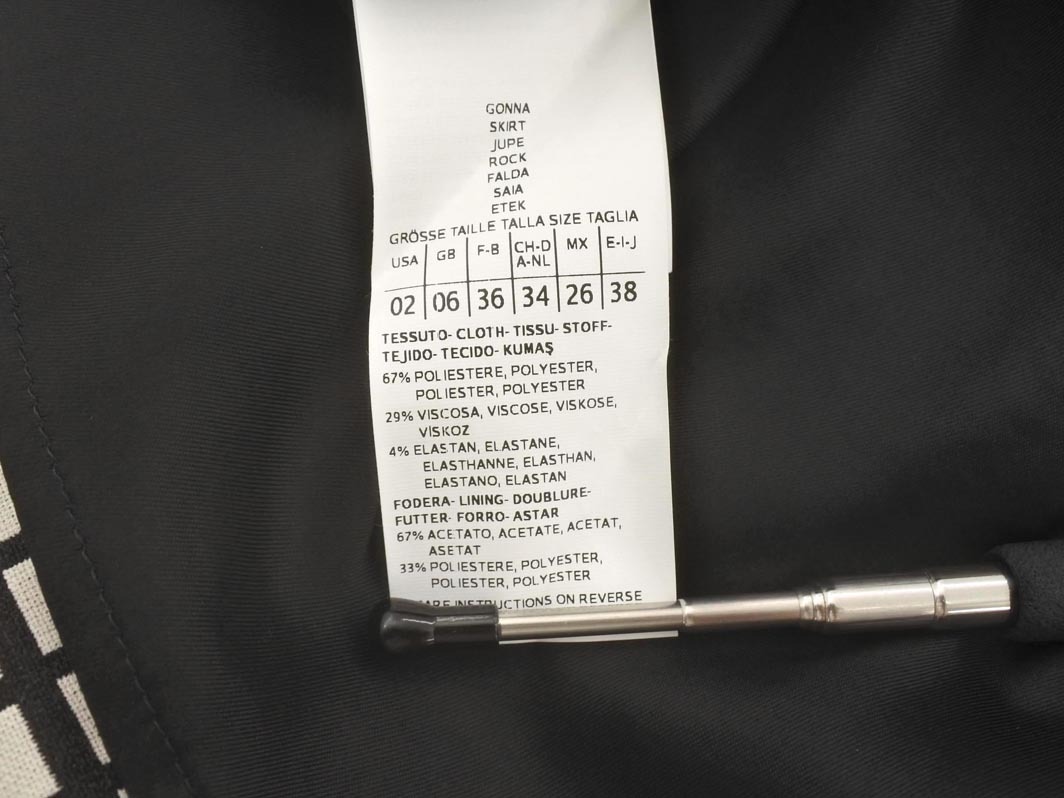 GONNA
SKIRT
JUPE
ROCK
FALDA
SAIA
ETEK
GRÖSSE TAILLE TALLA SIZE TAGLIA
USA GB F-B CH-D A-NL MX E-I-J
02 06 36 34 26 38
TESSUTO- CLOTH- TISSU- STOFF-
TEJIDO- TECIDO- KUMAŞ
67% POLIESTERE, POLYESTER,
POLIESTER, POLYESTER
29% VISCOSA, VISCOSE, VISKOSE,
VİSKOZ
4% ELASTAN, ELASTANE,
ELASTHANNE, ELASTHAN,
ELASTANO, ELASTAN
FODERA- LINING- DOUBLURE-
FUTTER- FORRO- ASTAR
67% ACETATO, ACETATE, ACETAT,
ASETAT
33% POLIESTERE, POLYESTER,
POLIESTER, POLYESTER
INSTRUCTIONS ON REVERSE